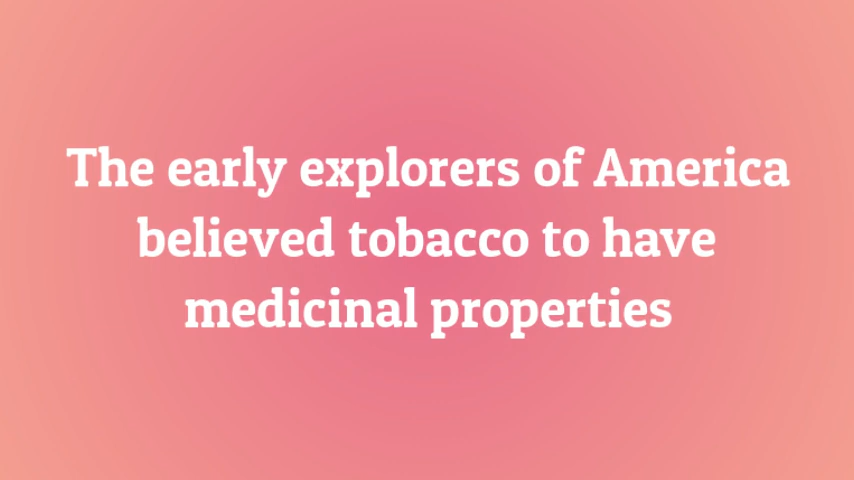 The early explorers of America
believed tobacco to have
medicinal properties